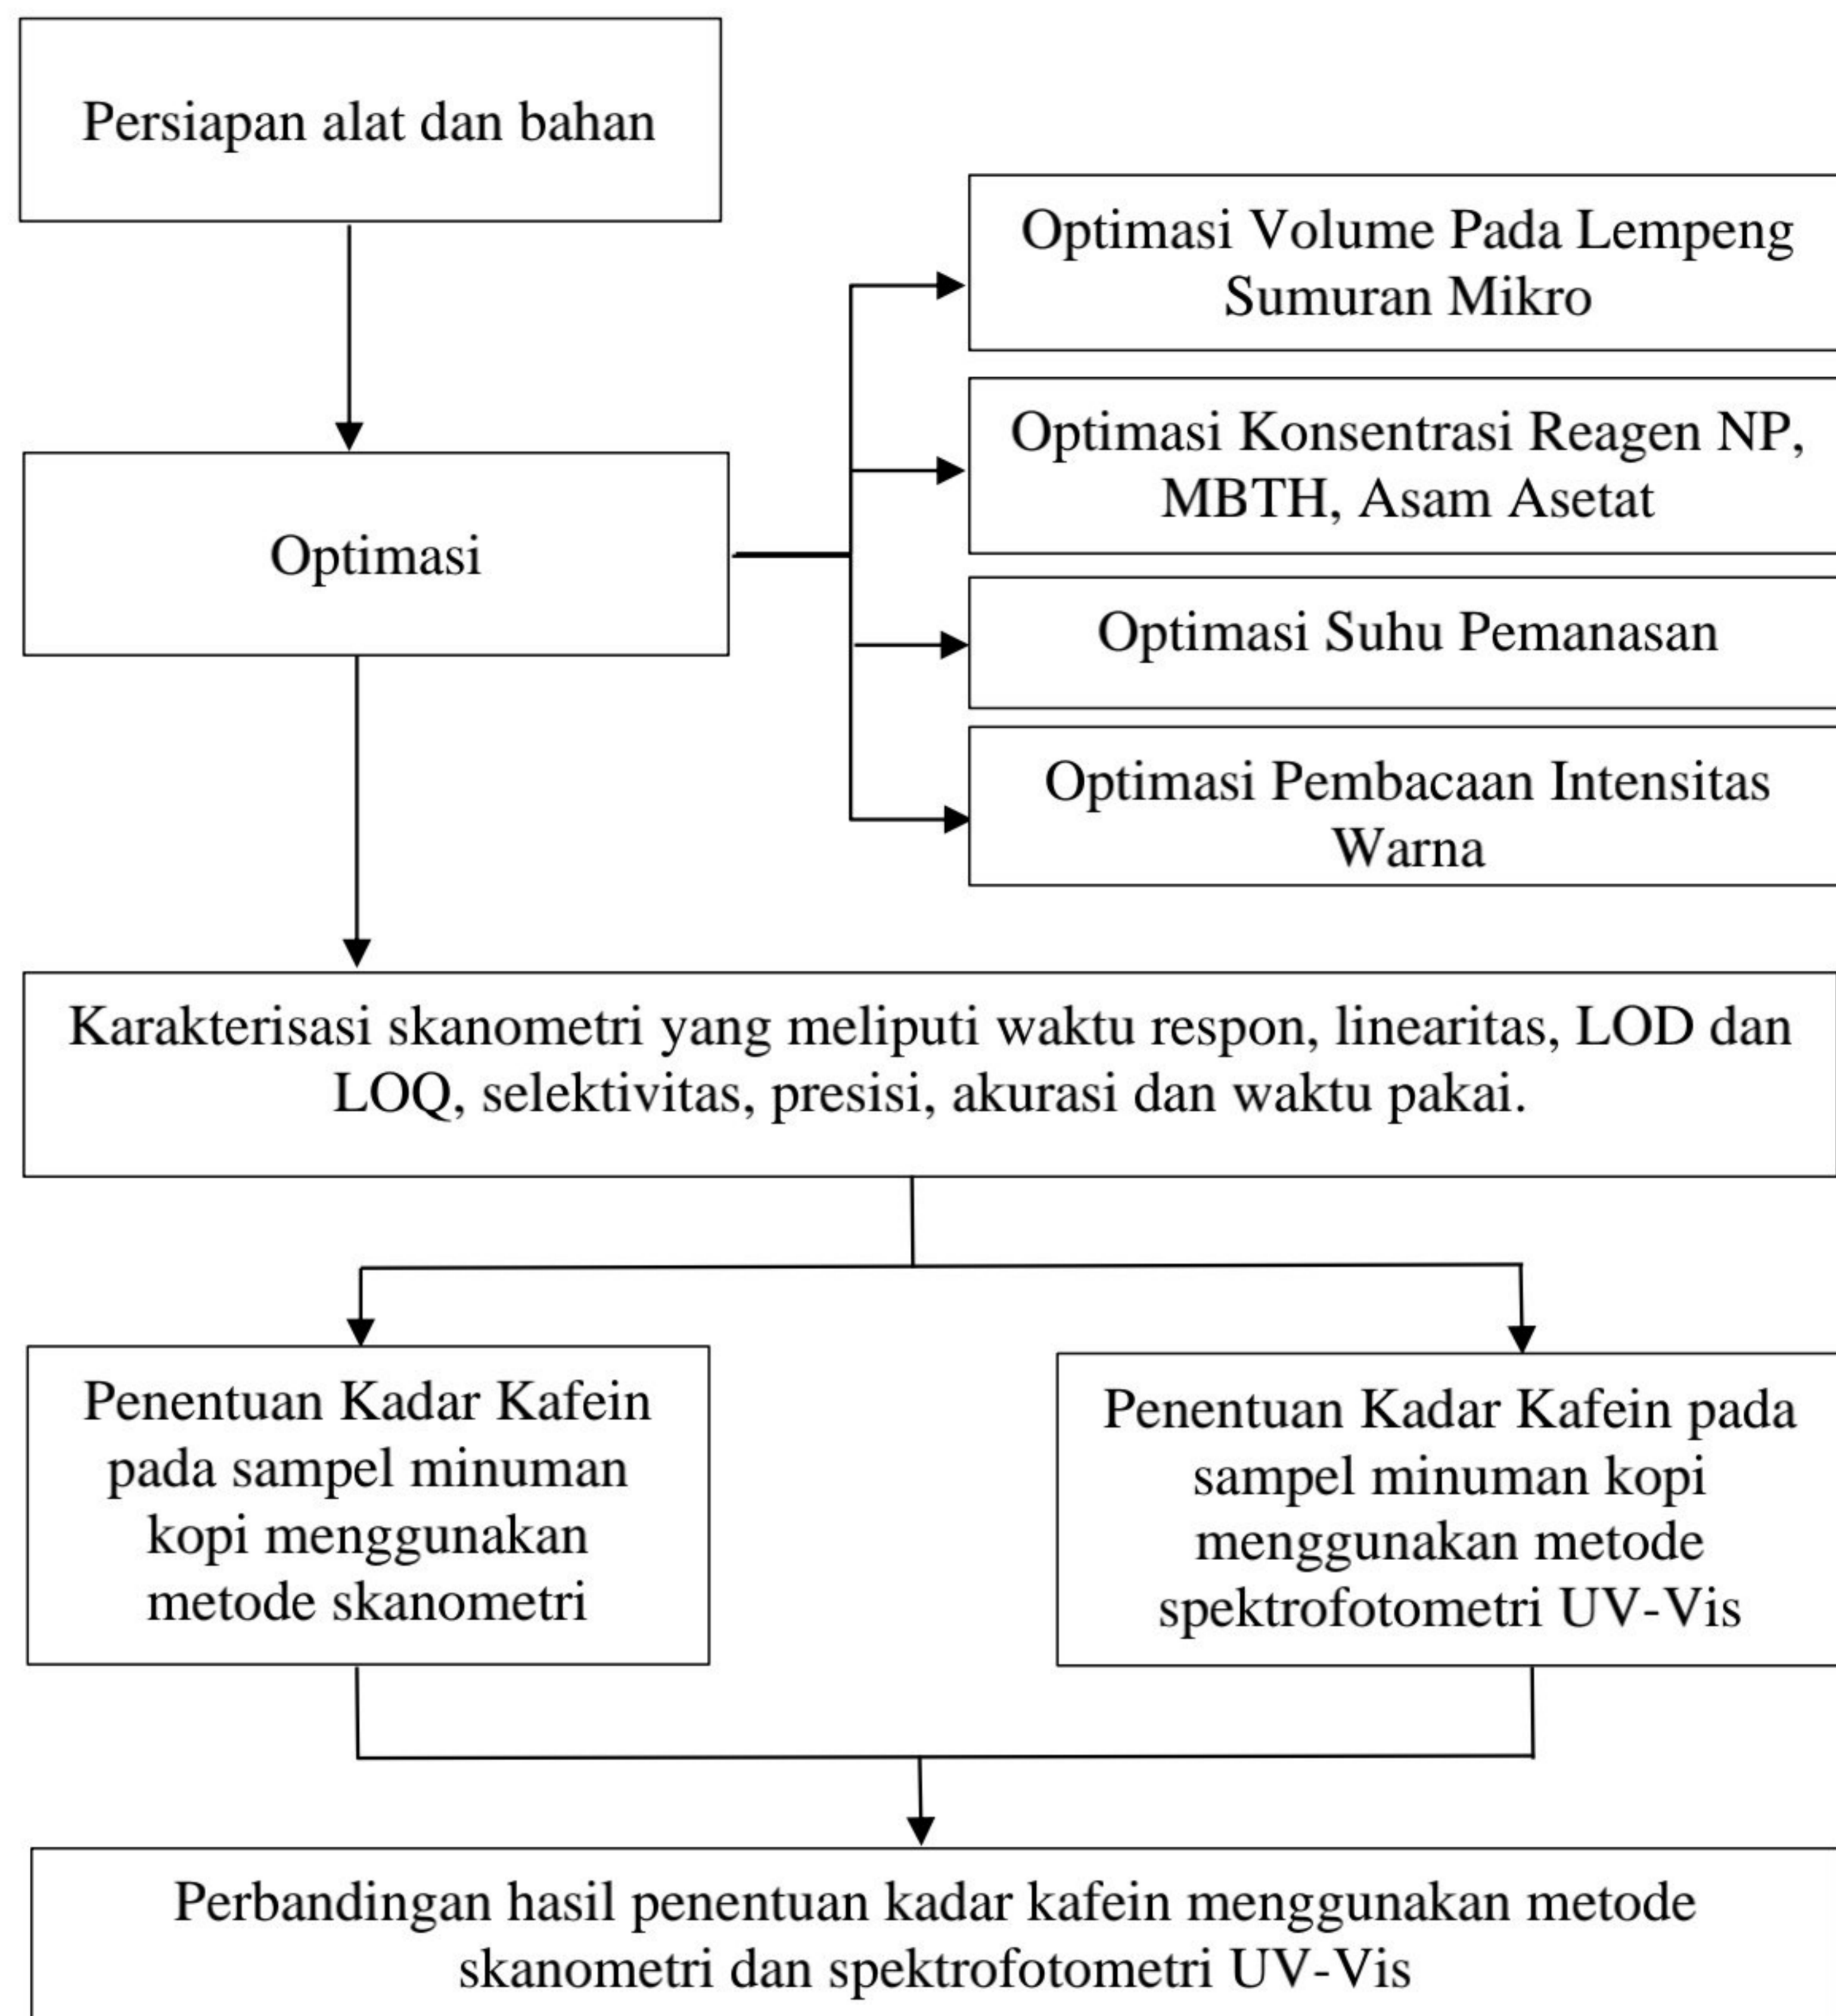 Persiapan alat dan bahan
Optimasi Volume Pada Lempeng
Sumuran Mikro
Optimasi Konsentrasi Reagen NP,
MBTH, Asam Asetat
Optimasi
Optimasi Suhu Pemanasan
Optimasi Pembacaan Intensitas
Warna
Karakterisasi skanometri yang meliputi waktu respon, linearitas, LOD dan
LOQ, selektivitas, presisi, akurasi dan waktu pakai.
Penentuan Kadar Kafein
pada sampel minuman
kopi menggunakan
metode skanometri
Penentuan Kadar Kafein pada
sampel minuman kopi
menggunakan metode
spektrofotometri UV-Vis
Perbandingan hasil penentuan kadar kafein menggunakan metode
skanometri dan spektrofotometri UV-Vis